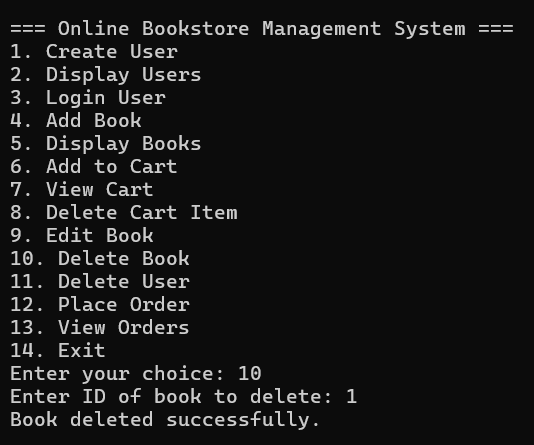 === Online Bookstore Management System ===
1. Create User
2. Display Users
3. Login User
4. Add Book
5. Display Books
6. Add to Cart
7. View Cart
8. Delete Cart Item
9. Edit Book
10. Delete Book
11. Delete User
12. Place Order
13. View Orders
14. Exit
Enter your choice: 10
Enter ID of book to delete: 1
Book deleted successfully.